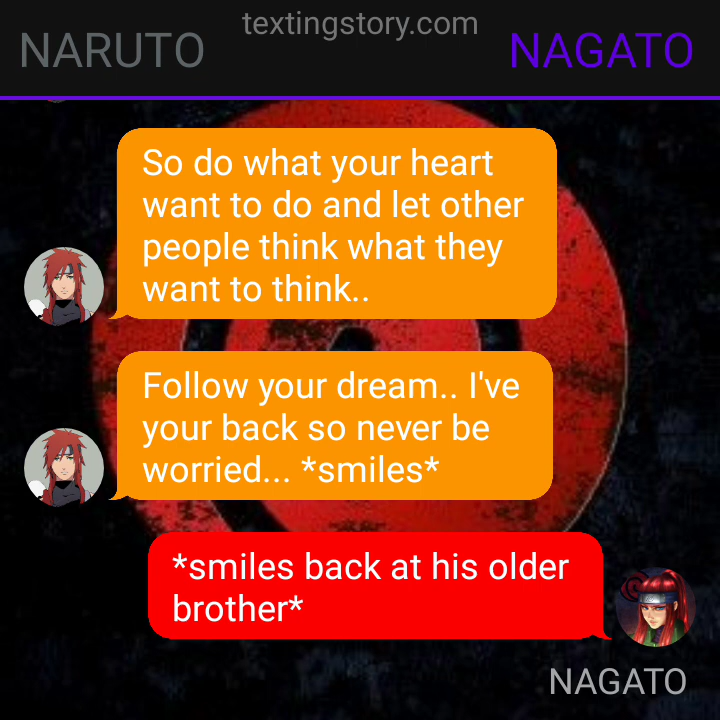 textingstory.com
NARUTO
NAGATO
So do what your heart
want to do and let other
people think what they
want to think..
Follow your dream.. I've
your back so never be
worried... *smiles*
*smiles back at his older
brother*
NAGATO